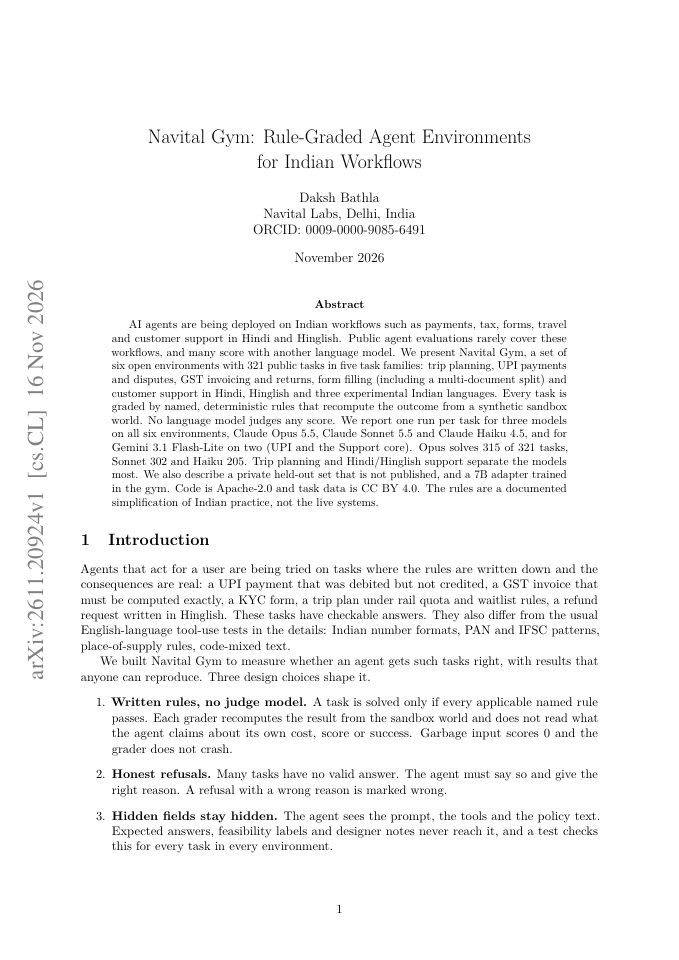 Navital Gym: Rule-Graded Agent Environments
for Indian Workflows
Daksh Bathla
Navital Labs, Delhi, India
ORCID: 0009-0000-9085-6491
November 2026
arXiv:2611.20924v1 [cs.CL] 16 Nov 2026
Abstract
AI agents are being deployed on Indian workflows such as payments, tax, forms, travel
and customer support in Hindi and Hinglish. Public agent evaluations rarely cover these
workflows, and many score with another language model. We present Navital Gym, a set of
six open environments with 321 public tasks in five task families: trip planning, UPI payments
and disputes, GST invoicing and returns, form filling (including a multi-document split) and
customer support in Hindi, Hinglish and three experimental Indian languages. Every task is
graded by named, deterministic rules that recompute the outcome from a synthetic sandbox
world. No language model judges any score. We report one run per task for three models
on all six environments, Claude Opus 5.5, Claude Sonnet 5.5 and Claude Haiku 4.5, and for
Gemini 3.1 Flash-Lite on two (UPI and the Support core). Opus solves 315 of 321 tasks,
Sonnet 302 and Haiku 205. Trip planning and Hindi/Hinglish support separate the models
most. We also describe a private held-out set that is not published, and a 7B adapter trained
in the gym. Code is Apache-2.0 and task data is CC BY 4.0. The rules are a documented
simplification of Indian practice, not the live systems.
1 Introduction
Agents that act for a user are being tried on tasks where the rules are written down and the
consequences are real: a UPI payment that was debited but not credited, a GST invoice that
must be computed exactly, a KYC form, a trip plan under rail quota and waitlist rules, a refund
request written in Hinglish. These tasks have checkable answers. They also differ from the usual
English-language tool-use tests in the details: Indian number formats, PAN and IFSC patterns,
place-of-supply rules, code-mixed text.
We built Navital Gym to measure whether an agent gets such tasks right, with results that
anyone can reproduce. Three design choices shape it.
1. Written rules, no judge model. A task is solved only if every applicable named rule
passes. Each grader recomputes the result from the sandbox world and does not read what
the agent claims about its own cost, score or success. Garbage input scores 0 and the
grader does not crash.
2. Honest refusals. Many tasks have no valid answer. The agent must say so and give the
right reason. A refusal with a wrong reason is marked wrong.
3. Hidden fields stay hidden. The agent sees the prompt, the tools and the policy text.
Expected answers, feasibility labels and designer notes never reach it, and a test checks
this for every task in every environment.
1